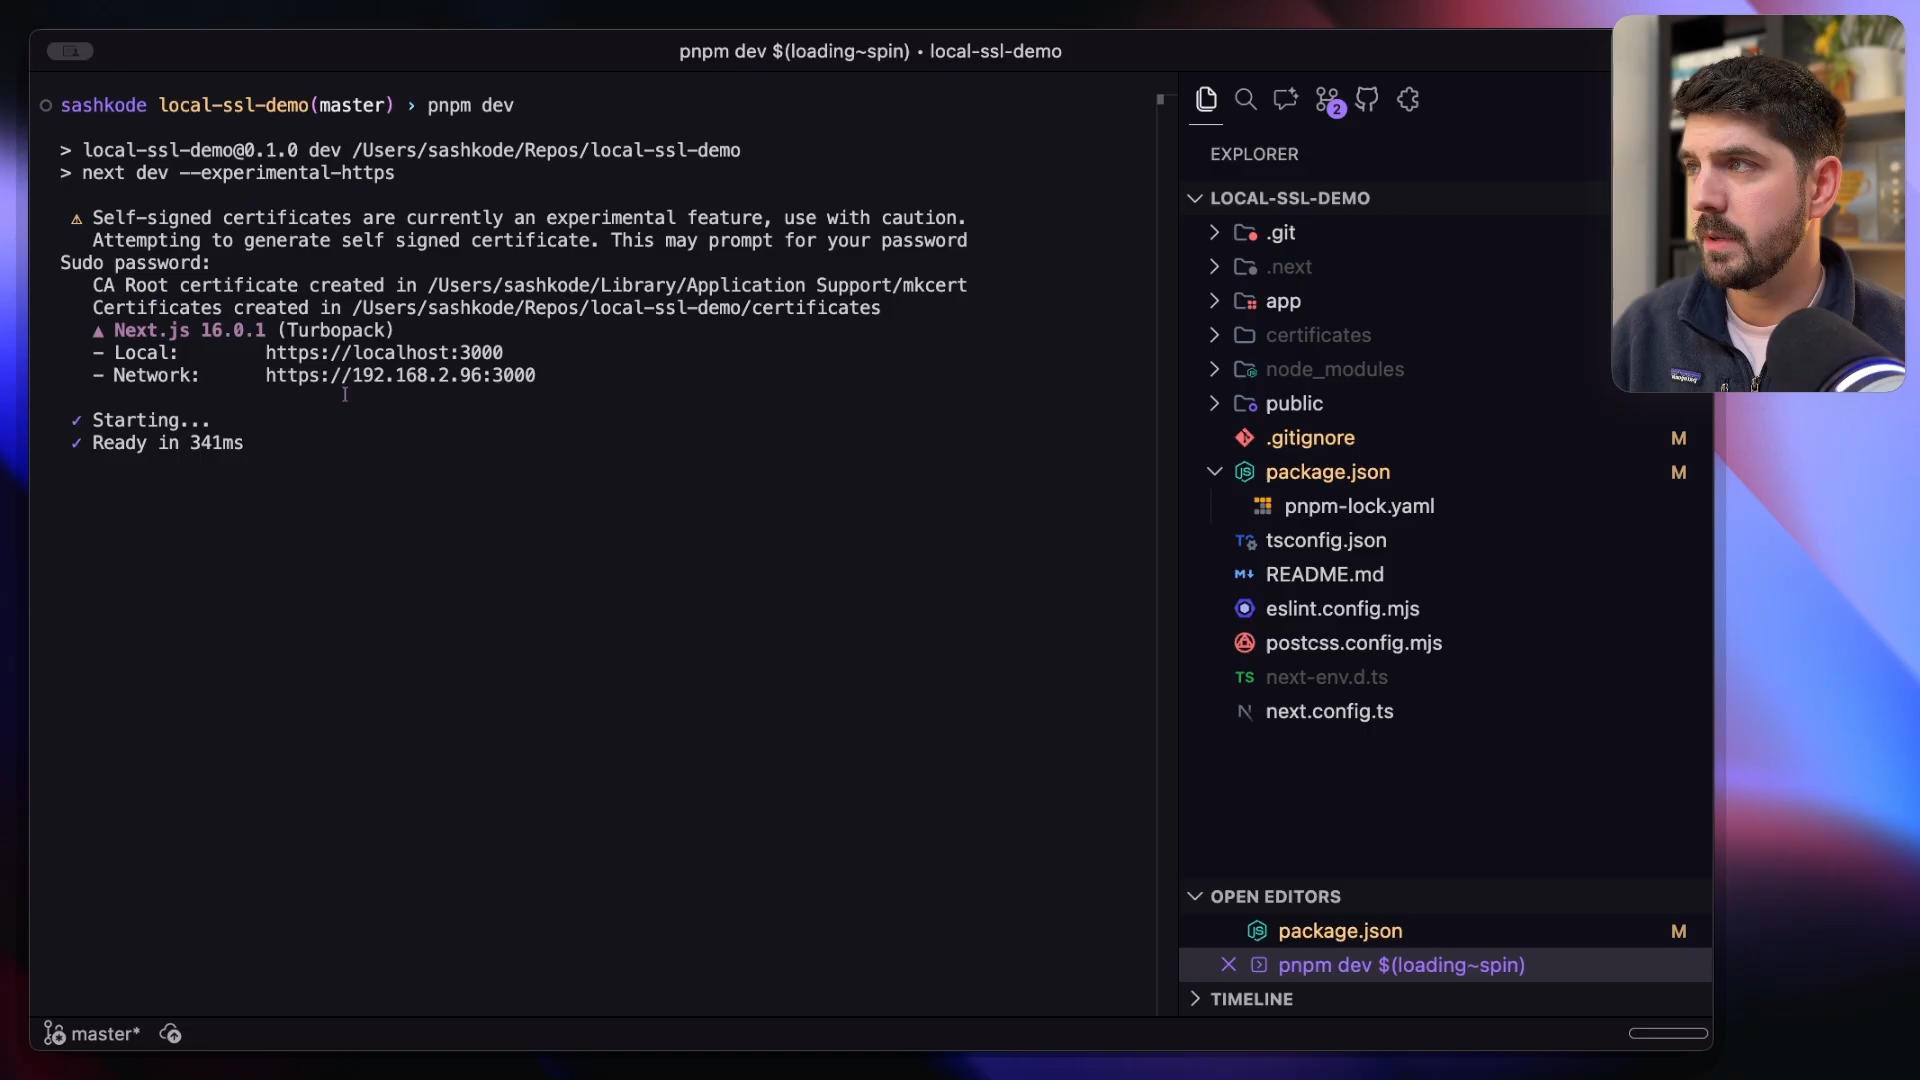 pnpm dev $(loading~spin) • local-ssl-demo
sashkode local-ssl-demo(master) › pnpm dev
> local-ssl-demo@0.1.0 dev /Users/sashkode/Repos/local-ssl-demo
> next dev --experimental-https
⚠ Self-signed certificates are currently an experimental feature, use with caution.
Attempting to generate self signed certificate. This may prompt for your password
Sudo password:
CA Root certificate created in /Users/sashkode/Library/Application Support/mkcert
Certificates created in /Users/sashkode/Repos/local-ssl-demo/certificates
▲ Next.js 16.0.1 (Turbopack)
- Local: https://localhost:3000
- Network: https://192.168.2.96:3000
✓ Starting...
✓ Ready in 341ms
2
EXPLORER
LOCAL-SSL-DEMO
.git
.next
app
certificates
node_modules
public
.gitignore M
package.json M
pnpm-lock.yaml
tsconfig.json
README.md
eslint.config.mjs
postcss.config.mjs
TS next-env.d.ts
next.config.ts
OPEN EDITORS
package.json M
pnpm dev $(loading~spin)
TIMELINE
master*